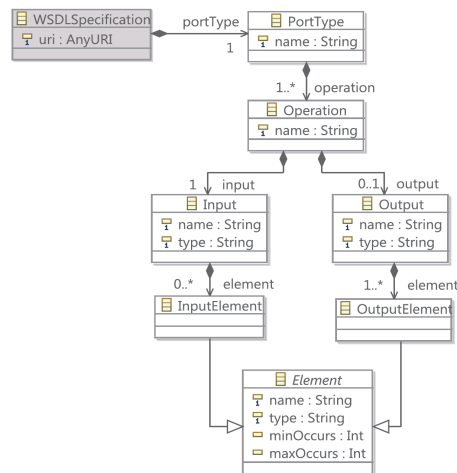 WSDLSpecification
uri : AnyURI
portType
1
PortType
name : String
1..* operation
Operation
name : String
1 input
0..1 output
Input
name : String
type : String
Output
name : String
type : String
0..* element
1..* element
InputElement
OutputElement
Element
name : String
type : String
minOccurs : Int
maxOccurs : Int